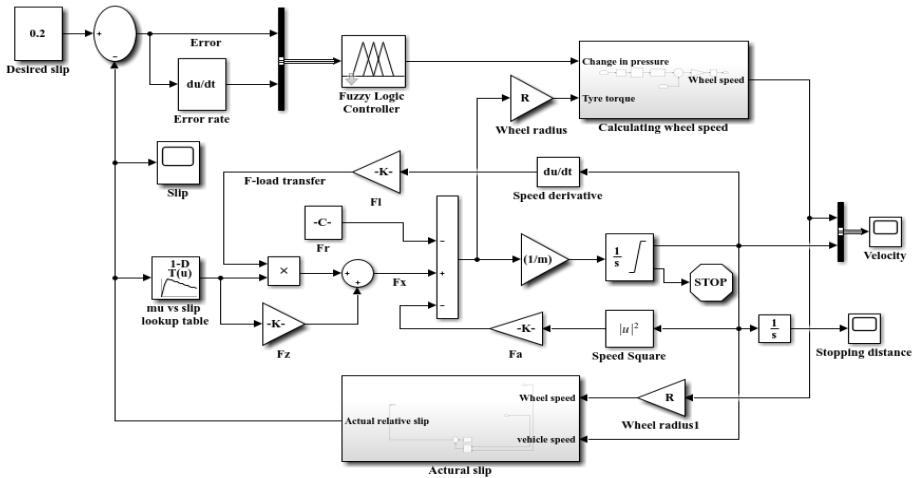 0.2
Desired slip
Error
du/dt
Error rate
Fuzzy Logic
Controller
Change in pressure
Wheel speed
Tyre torque
Calculating wheel speed
R
Wheel radius
Slip
F-load transfer
-K-
Fl
du/dt
Speed derivative
-C-
Fr
1-D
T(u)
mu vs slip
lookup table
×
Fx
(1/m)
1
s
STOP
Velocity
-K-
Fz
-K-
Fa
|u|²
Speed Square
1
s
Stopping distance
Actual relative slip
Wheel speed
vehicle speed
Actural slip
R
Wheel radius1